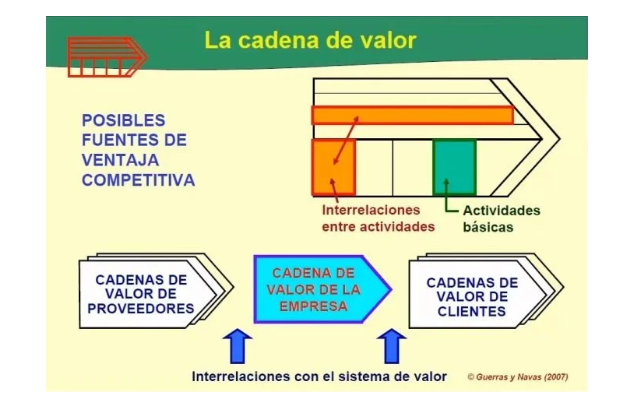 La cadena de valor
POSIBLES
FUENTES DE
VENTAJA
COMPETITIVA
Interrelaciones
entre actividades
Actividades
básicas
CADENAS DE
VALOR DE
PROVEEDORES
CADENA DE
VALOR DE LA
EMPRESA
CADENAS DE
VALOR DE
CLIENTES
Interrelaciones con el sistema de valor
© Guerras y Navas (2007)